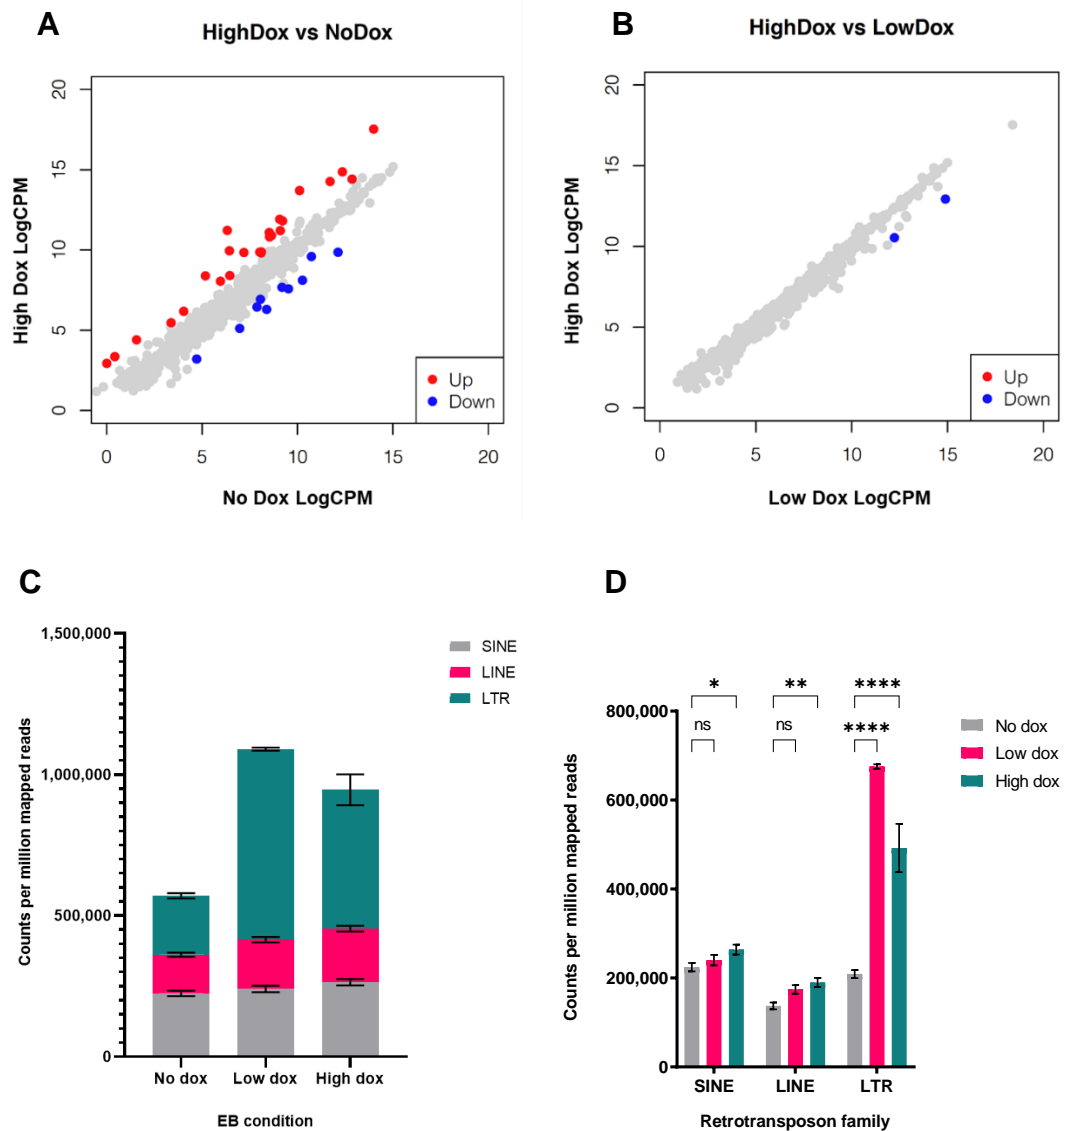 A
HighDox vs NoDox
High Dox LogCPM
20
15
10
5
0
Up
Down
0 5 10 15 20
No Dox LogCPM
B
HighDox vs LowDox
High Dox LogCPM
20
15
10
5
0
Up
Down
0 5 10 15 20
Low Dox LogCPM
C
Counts per million mapped reads
1,500,000
1,000,000
500,000
0
SINE
LINE
LTR
No dox Low dox High dox
EB condition
D
Counts per million mapped reads
800,000
600,000
400,000
200,000
0
* ** ****
ns ns ****
No dox
Low dox
High dox
SINE LINE LTR
Retrotransposon family